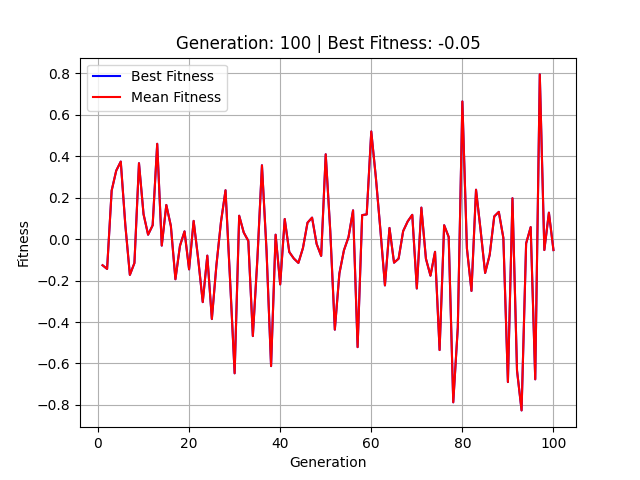 Generation: 100 | Best Fitness: -0.05
Best Fitness
Mean Fitness
0.8
0.6
0.4
0.2
0.0
−0.2
−0.4
−0.6
−0.8
Fitness
0 20 40 60 80 100
Generation